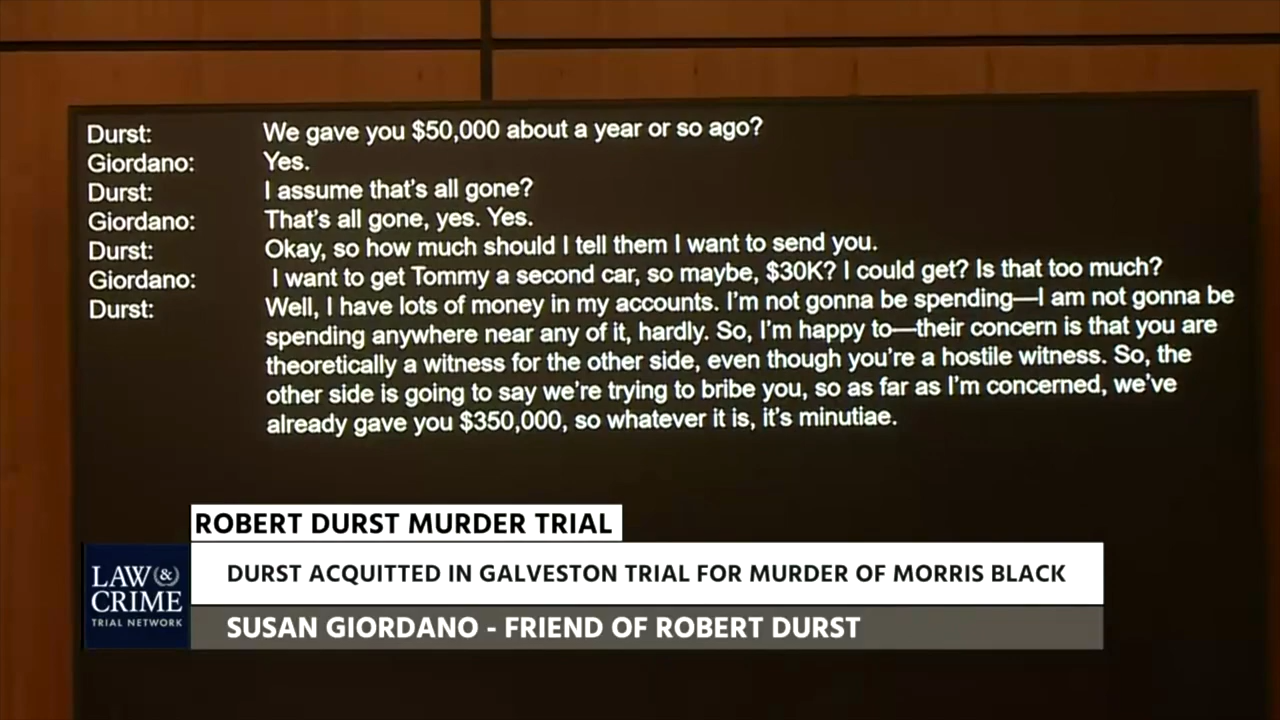 Durst: We gave you $50,000 about a year or so ago?
Giordano: Yes.
Durst: I assume that's all gone?
Giordano: That's all gone, yes. Yes.
Durst: Okay, so how much should I tell them I want to send you.
Giordano: I want to get Tommy a second car, so maybe, $30K? I could get? Is that too much?
Durst: Well, I have lots of money in my accounts. I'm not gonna be spending—I am not gonna be
spending anywhere near any of it, hardly. So, I'm happy to—their concern is that you are
theoretically a witness for the other side, even though you're a hostile witness. So, the
other side is going to say we're trying to bribe you, so as far as I'm concerned, we've
already gave you $350,000, so whatever it is, it's minutiae.
ROBERT DURST MURDER TRIAL
DURST ACQUITTED IN GALVESTON TRIAL FOR MURDER OF MORRIS BLACK
SUSAN GIORDANO - FRIEND OF ROBERT DURST
LAW &
CRIME
TRIAL NETWORK